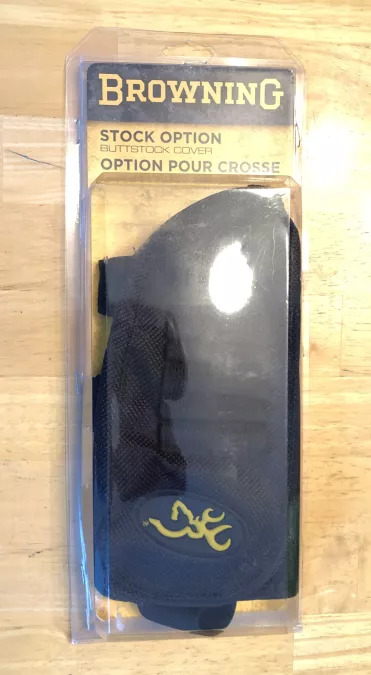 BROWNING
STOCK OPTION
BUTTSTOCK COVER
OPTION POUR CROSSE
®